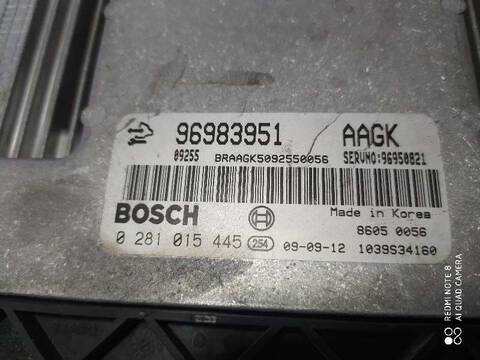 96983951 AAGK
09255 BRAAGK5092550056 SERVNO:96950821
BOSCH Made in Korea
8605 0056
0 281 015 445 254 09-09-12 1039S34160
REDMI NOTE 8
AI QUAD CAMERA